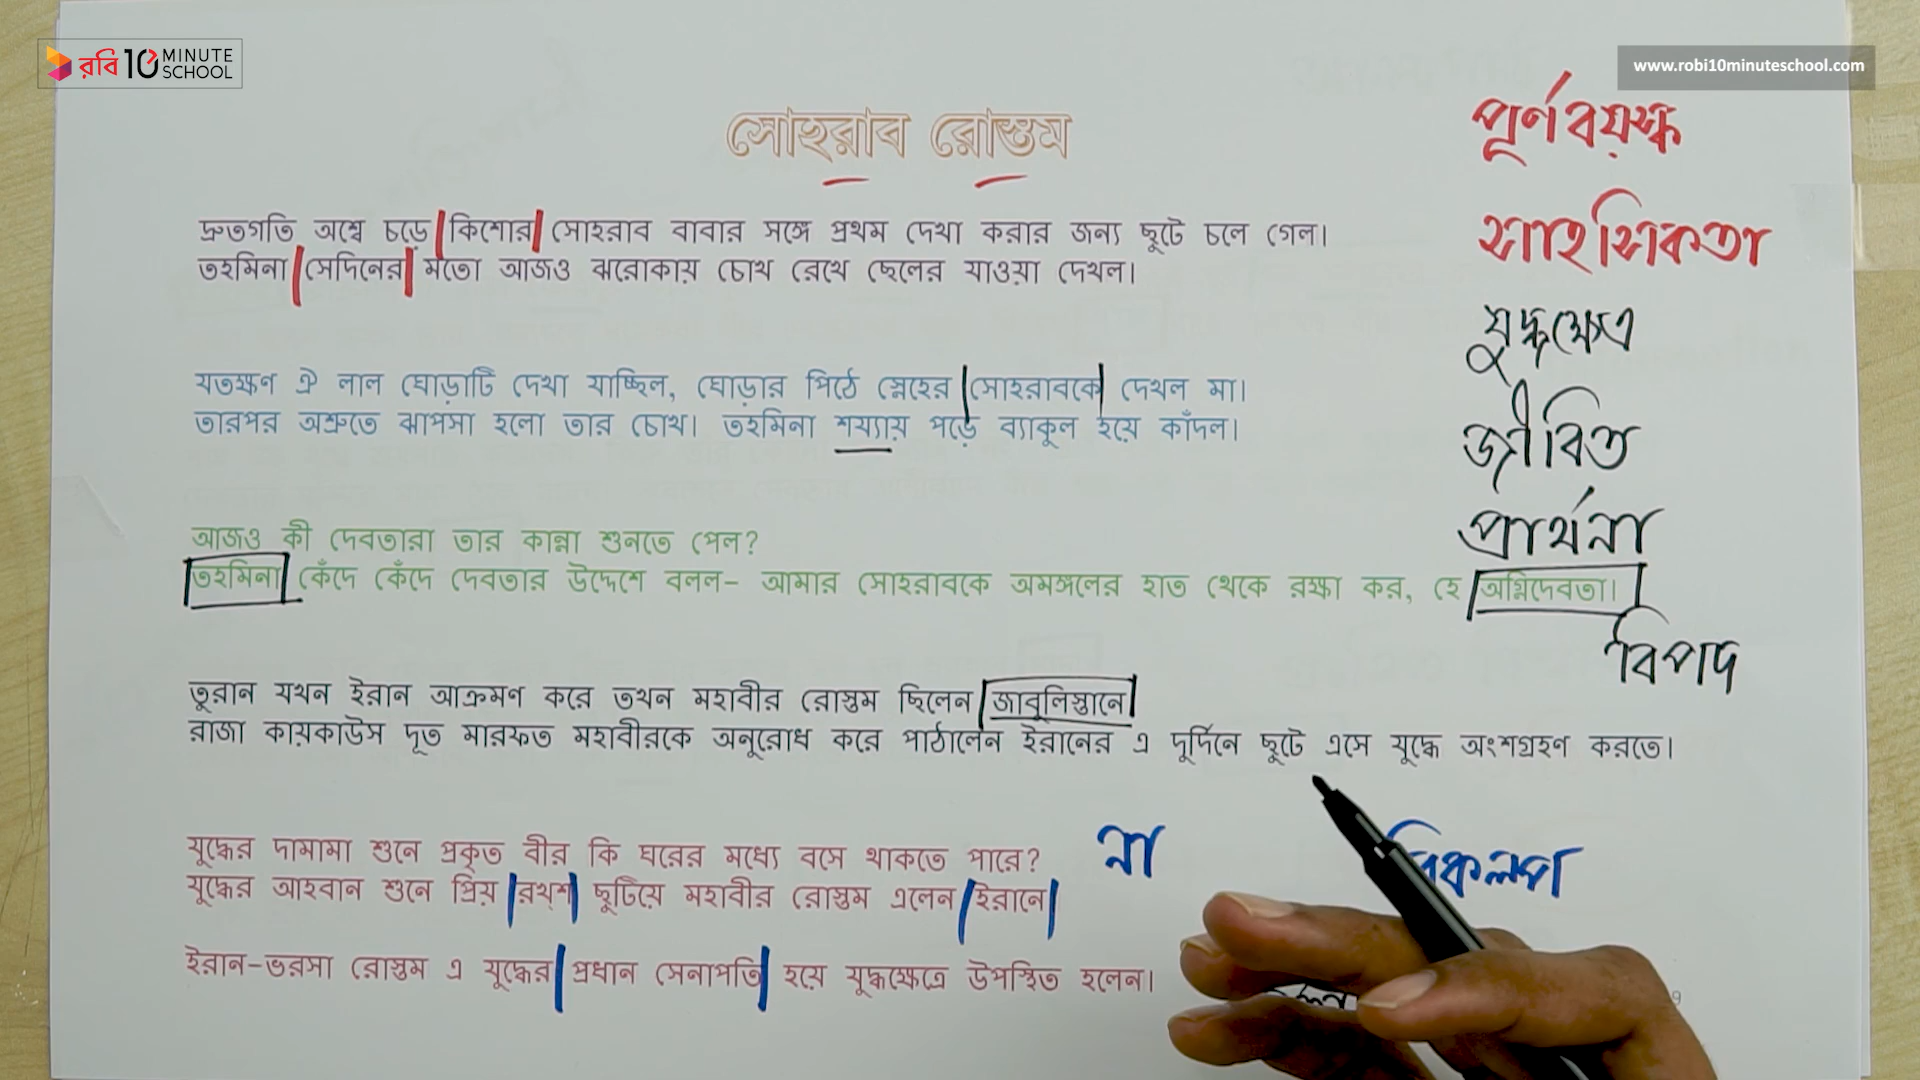 রবি 10 MINUTE SCHOOL
www.robi10minuteschool.com
সোহরাব রোস্তম
পূর্ণবয়স্ক
সাহসিকতা
দ্রুতগতি অশ্বে চড়ে কিশোর সোহরাব বাবার সঙ্গে প্রথম দেখা করার জন্য ছুটে চলে গেল।
তহমিনা সেদিনের মতো আজও ঝরোকায় চোখ রেখে ছেলের যাওয়া দেখল।
যুদ্ধক্ষেত্র
যতক্ষণ ঐ লাল ঘোড়াটি দেখা যাচ্ছিল, ঘোড়ার পিঠে স্নেহের সোহরাবকে দেখল মা।
তারপর অশ্রুতে ঝাপসা হলো তার চোখ। তহমিনা শয্যায় পড়ে ব্যাকুল হয়ে কাঁদল।
জীবিত
প্রার্থনা
আজও কী দেবতারা তার কান্না শুনতে পেল?
তহমিনা কেঁদে কেঁদে দেবতার উদ্দেশে বলল- আমার সোহরাবকে অমঙ্গলের হাত থেকে রক্ষা কর, হে অগ্নিদেবতা।
বিপদ
তুরান যখন ইরান আক্রমণ করে তখন মহাবীর রোস্তম ছিলেন জাবুলিস্তানে
রাজা কায়কাউস দূত মারফত মহাবীরকে অনুরোধ করে পাঠালেন ইরানের এ দুর্দিনে ছুটে এসে যুদ্ধে অংশগ্রহণ করতে।
যুদ্ধের দামামা শুনে প্রকৃত বীর কি ঘরের মধ্যে বসে থাকতে পারে?
না
যুদ্ধের আহবান শুনে প্রিয় রখ্শ ছুটিয়ে মহাবীর রোস্তম এলেন ইরানে
ইরান-ভরসা রোস্তম এ যুদ্ধের প্রধান সেনাপতি হয়ে যুদ্ধক্ষেত্রে উপস্থিত হলেন।
9